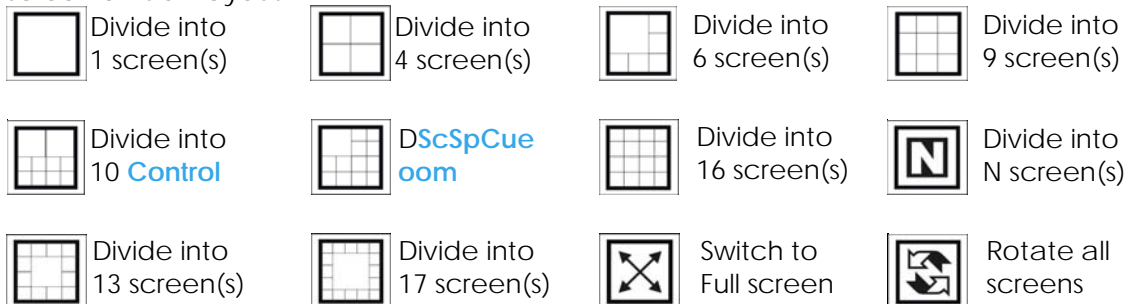 Divide into
1 screen(s)
Divide into
4 screen(s)
Divide into
6 screen(s)
Divide into
9 screen(s)
Divide into
10 Control
DScSpCue
oom
Divide into
16 screen(s)
N
Divide into
N screen(s)
Divide into
13 screen(s)
Divide into
17 screen(s)
Switch to
Full screen
Rotate all
screens